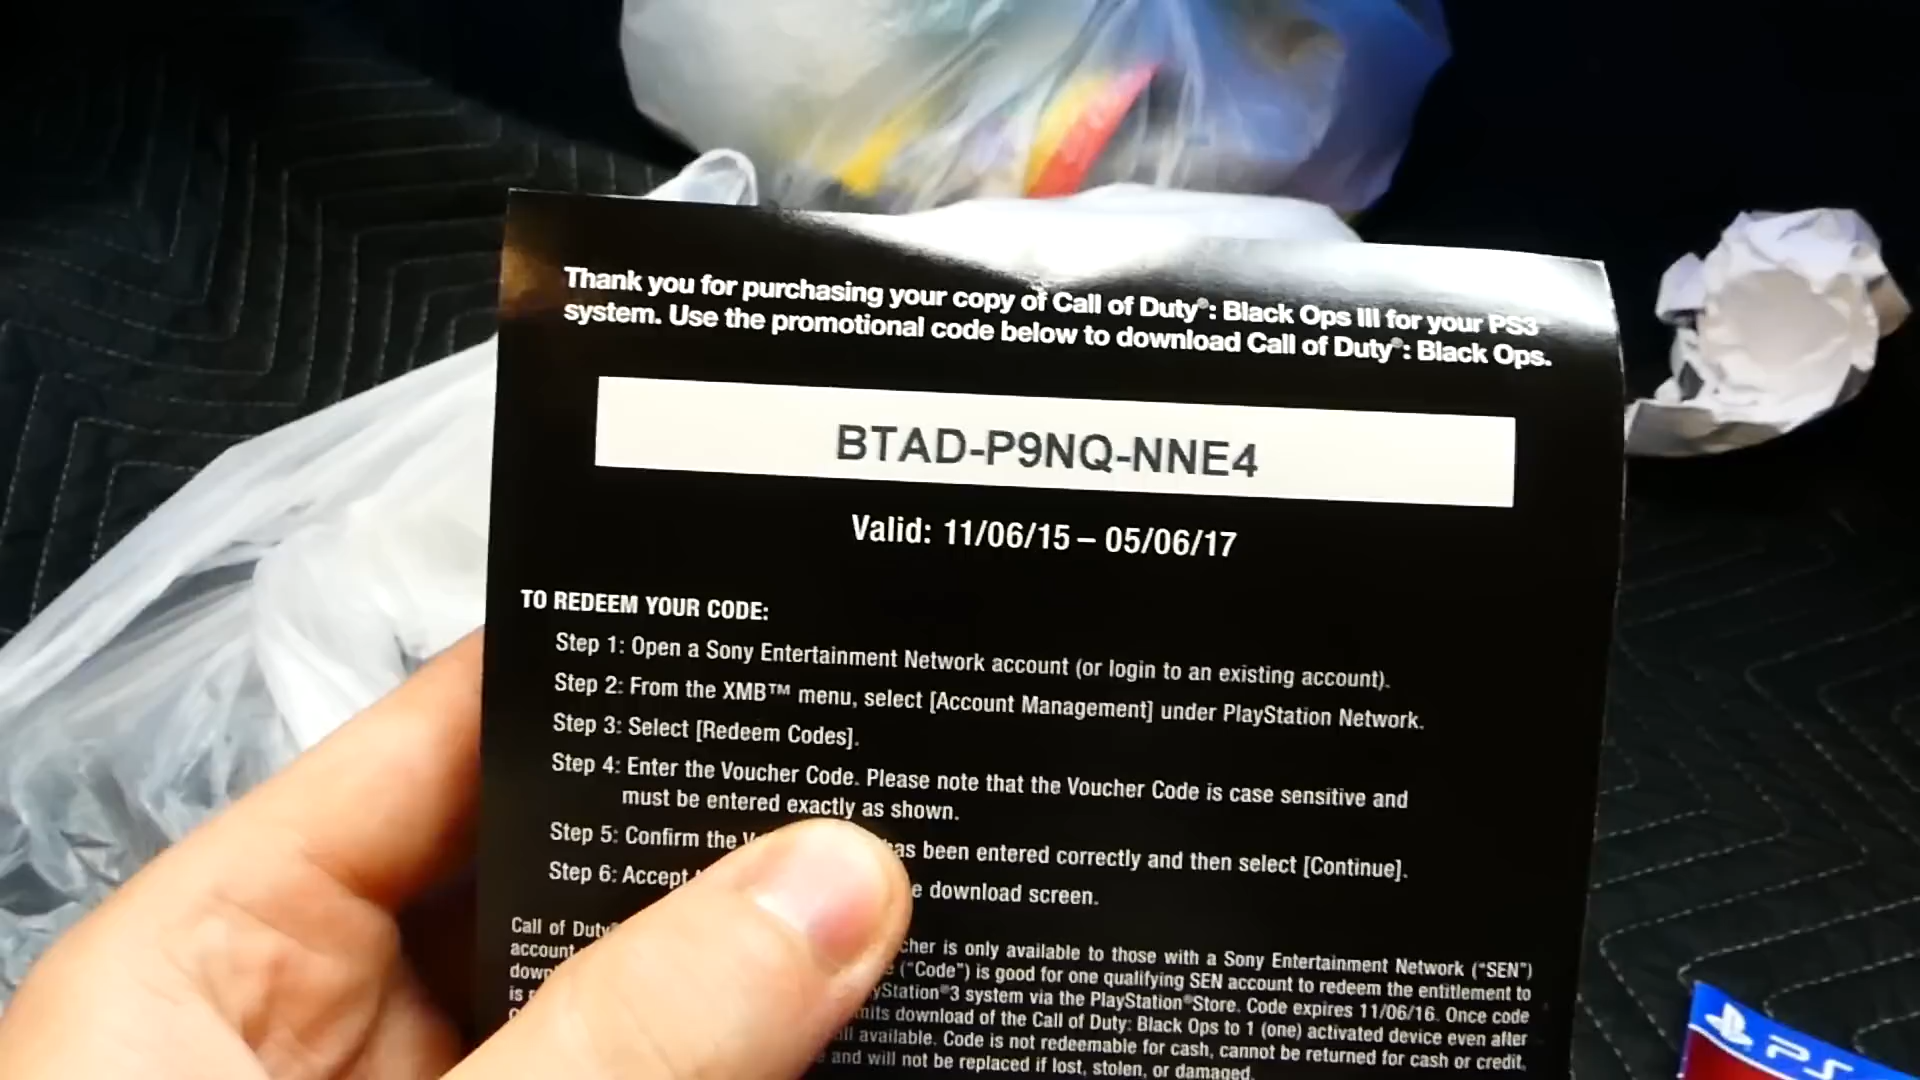 Thank you for purchasing your copy of Call of Duty®: Black Ops III for your PS3
system. Use the promotional code below to download Call of Duty®: Black Ops.
BTAD-P9NQ-NNE4
Valid: 11/06/15 – 05/06/17
TO REDEEM YOUR CODE:
Step 1: Open a Sony Entertainment Network account (or login to an existing account).
Step 2: From the XMB™ menu, select [Account Management] under PlayStation Network.
Step 3: Select [Redeem Codes].
Step 4: Enter the Voucher Code. Please note that the Voucher Code is case sensitive and
must be entered exactly as shown.
Step 5: Confirm the has been entered correctly and then select [Continue].
Step 6: Accept download screen.
Call of Duty is only available to those with a Sony Entertainment Network ("SEN")
account ("Code") is good for one qualifying SEN account to redeem the entitlement to
3 system via the PlayStation®Store. Code expires 11/06/16. Once code
is download of the Call of Duty: Black Ops to 1 (one) activated device even after
available. Code is not redeemable for cash, cannot be returned for cash or credit,
and will not be replaced if lost, stolen, or damaged.
PS